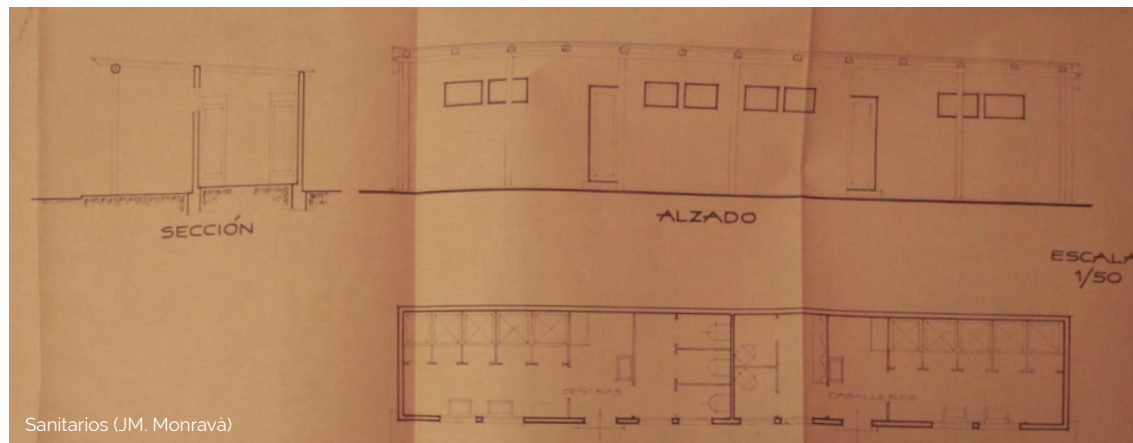 SECCIÓN
ALZADO
ESCALA
1/50
SEÑORAS
CABALLEROS
Sanitarios (JM. Monravà)